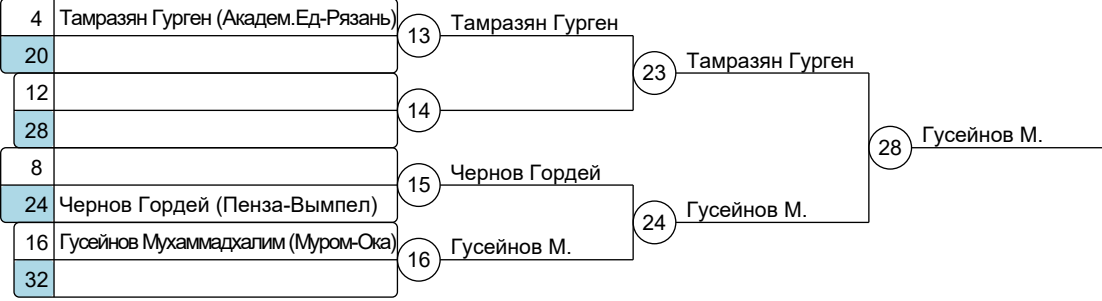 4 Тамразян Гурген (Академ.Ед-Рязань) 13 Тамразян Гурген
20 23 Тамразян Гурген
12
28 14
28 Гусейнов М.
8
15 Чернов Гордей
24 Чернов Гордей (Пенза-Вымпел)
24 Гусейнов М.
16 Гусейнов Мухаммадхалим (Муром-Ока) 16 Гусейнов М.
32